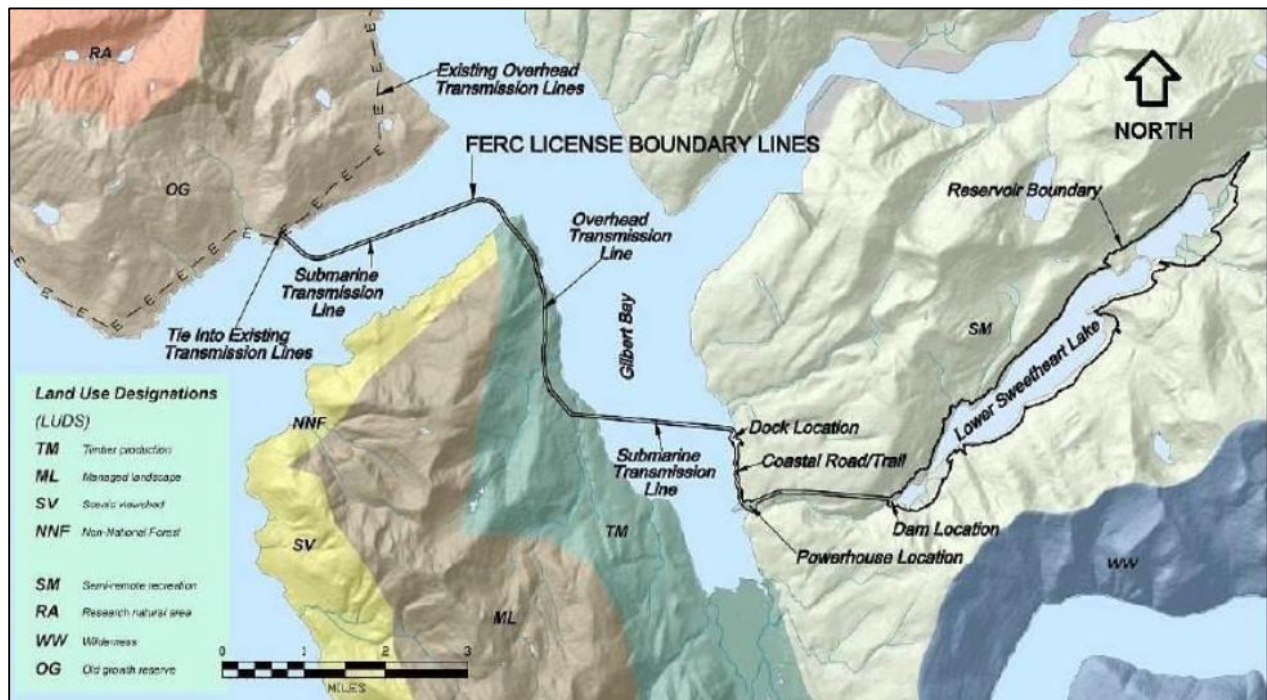 RA
Existing Overhead
Transmission Lines
NORTH
FERC LICENSE BOUNDARY LINES
OG
Reservoir Boundary
Overhead
Transmission
Line
Submarine
Transmission
Line
Gilbert Bay
SM
Tie Into Existing
Transmission Lines
Lower Sweetheart Lake
NNF
Dock Location
Coastal Road/Trail
Submarine
Transmission
Line
Dam Location
Powerhouse Location
TM
SV
WW
ML
Land Use Designations
(LUDS)
TM Timber production
ML Managed landscape
SV Scenic viewshed
NNF Non-National Forest
SM Semi-remote recreation
RA Research natural area
WW Wilderness
OG Old growth reserve
0 1 2 3
MILES
E E E E E E E E E E E E E E E E